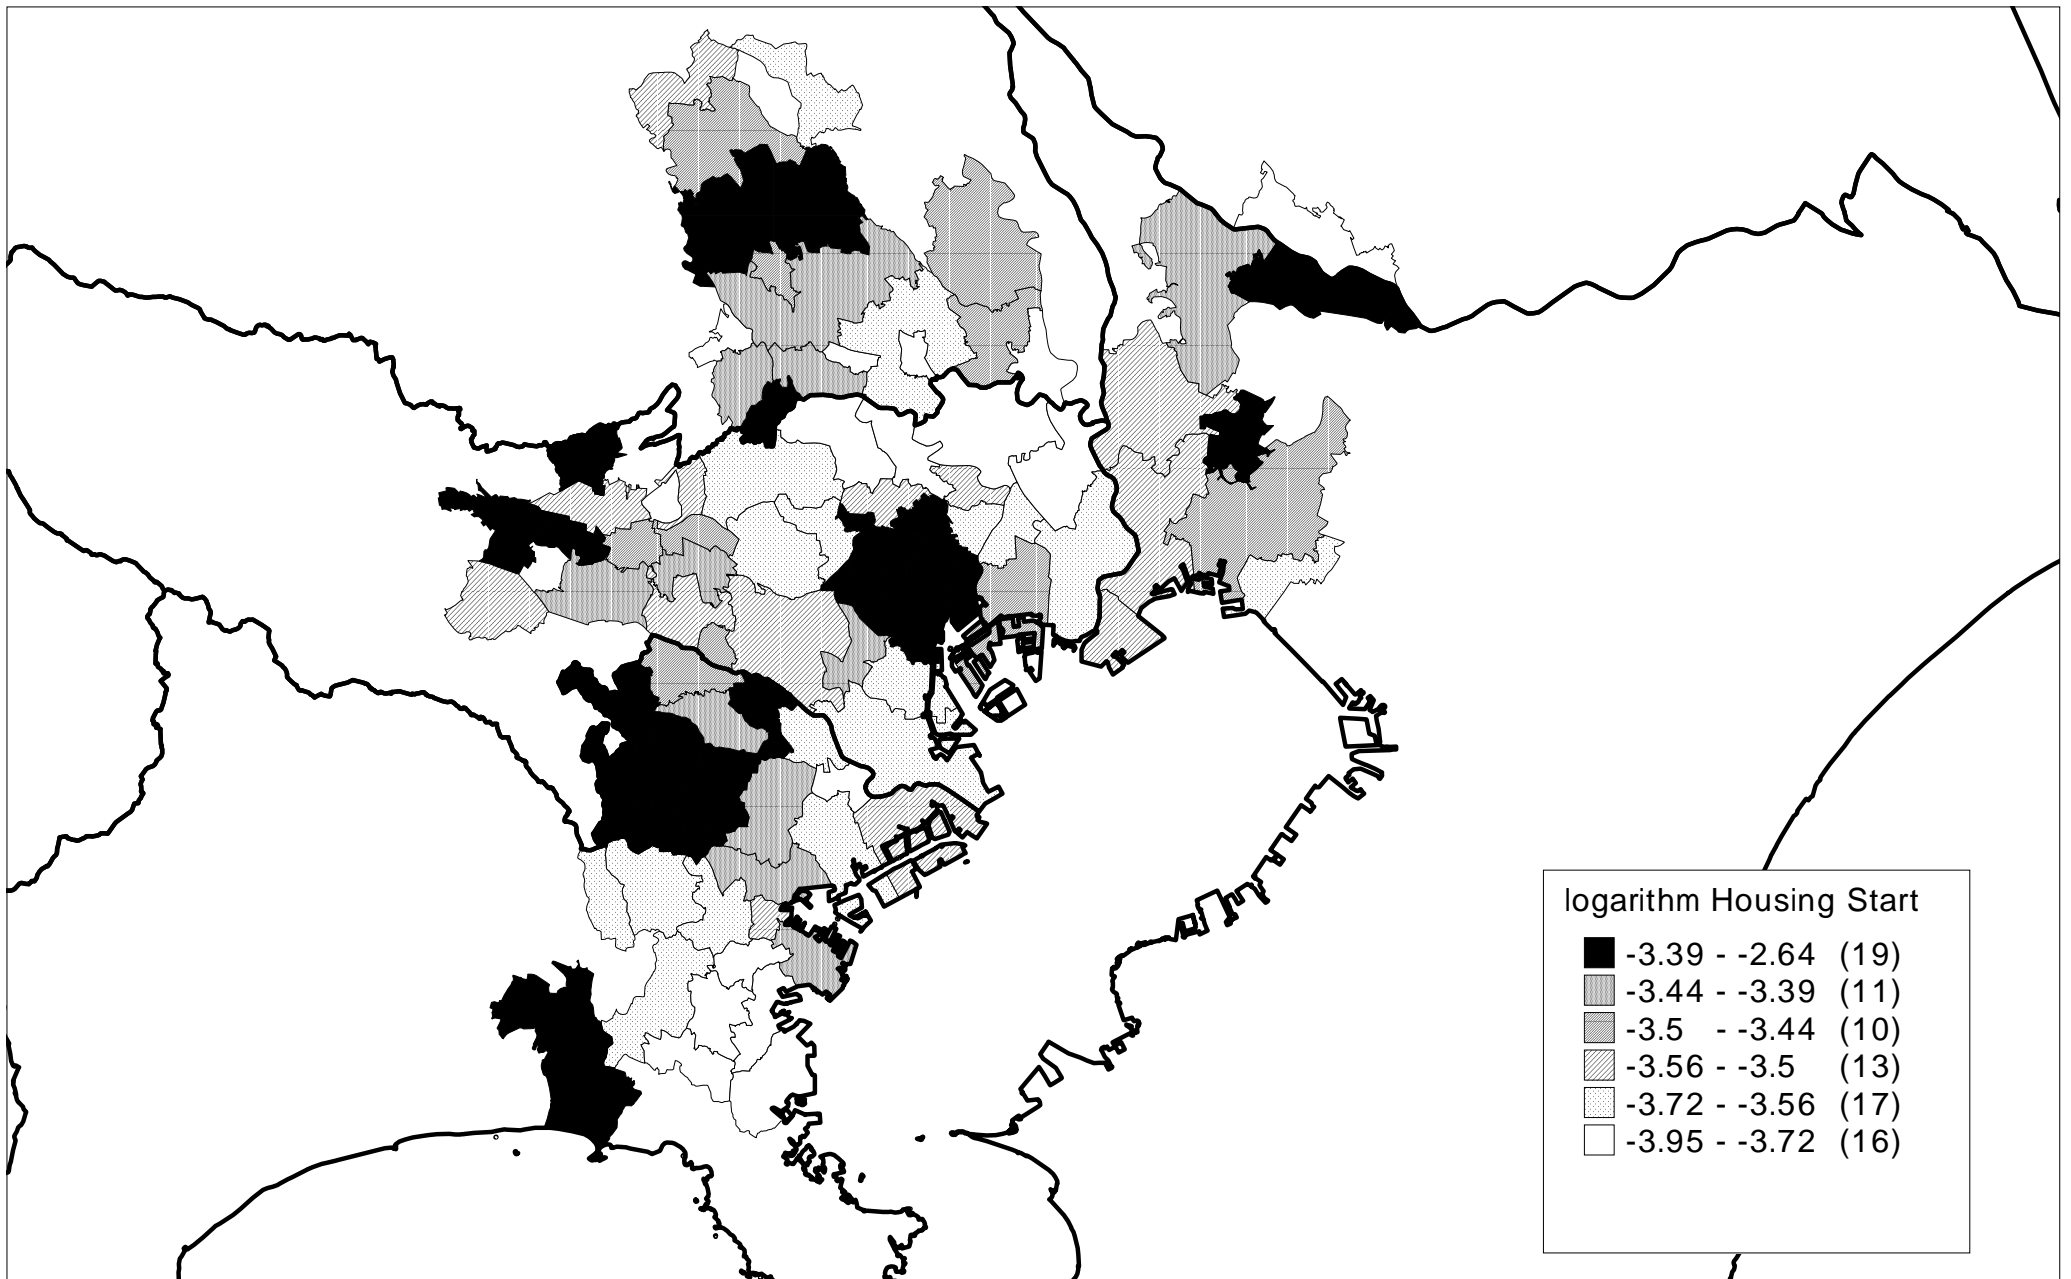 logarithm Housing Start
-3.39 - -2.64 (19)
-3.44 - -3.39 (11)
-3.5 - -3.44 (10)
-3.56 - -3.5 (13)
-3.72 - -3.56 (17)
-3.95 - -3.72 (16)